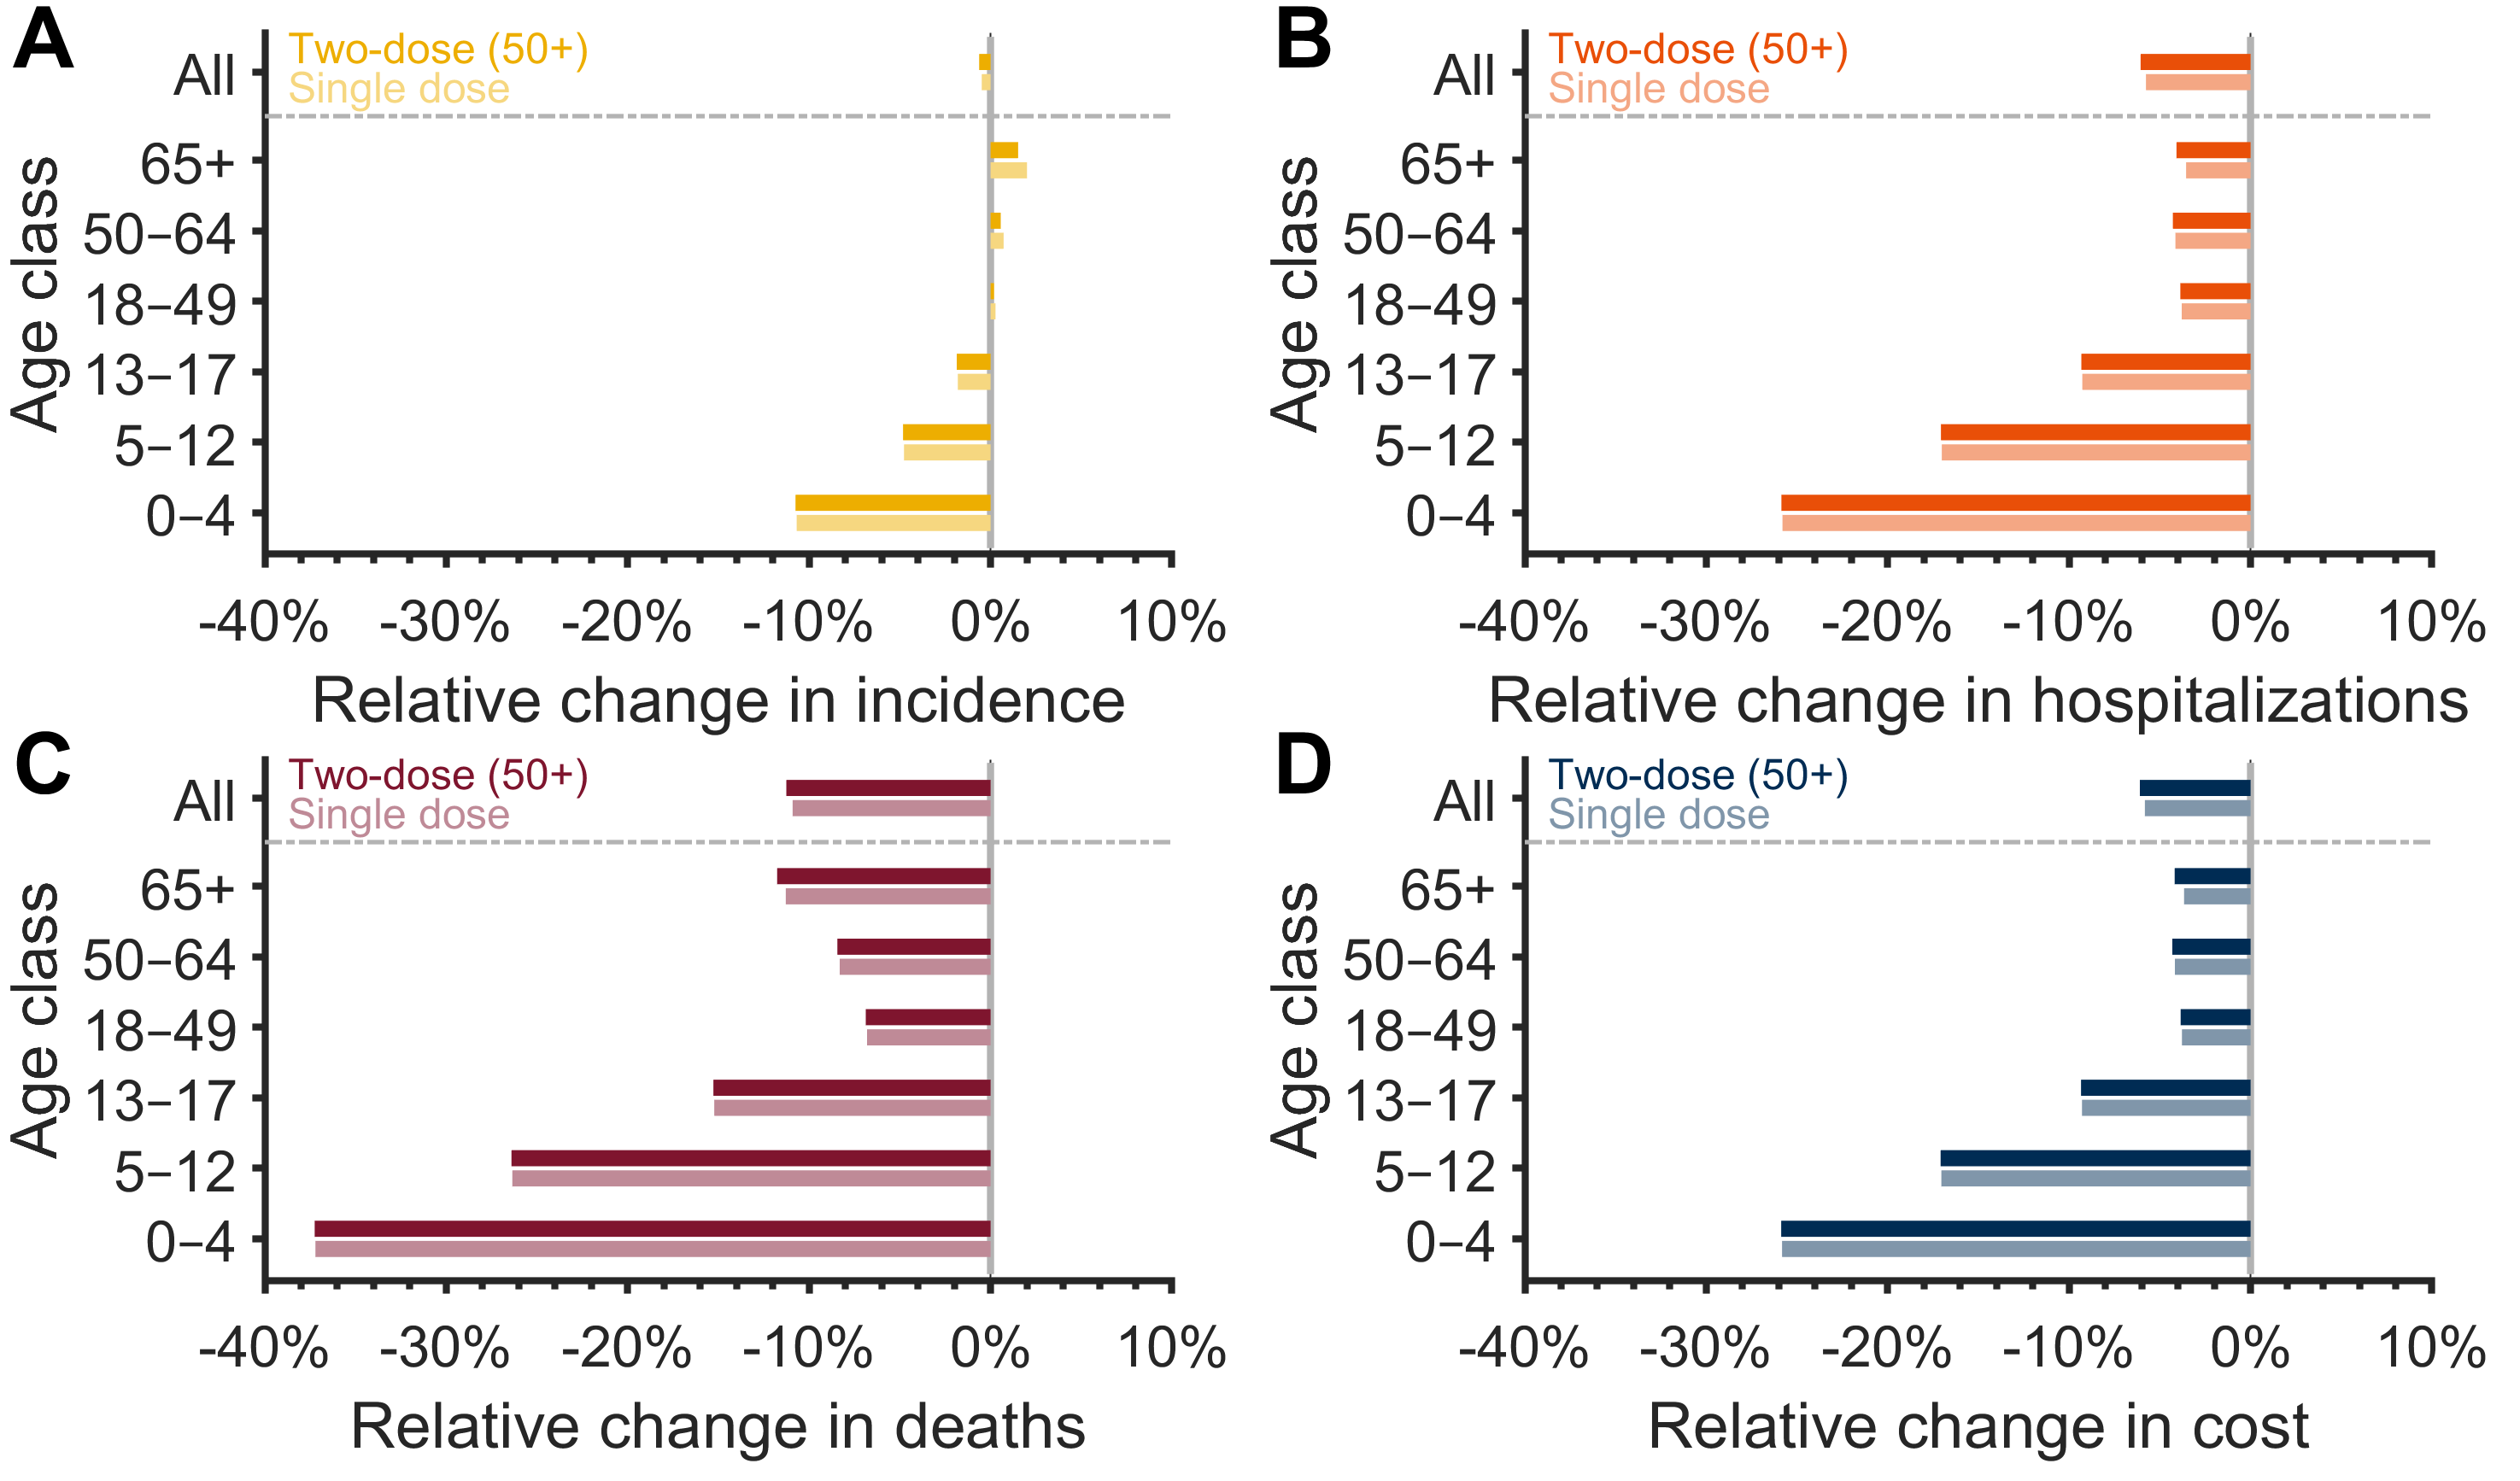 A
Two-dose (50+)
Single dose
All
65+
50–64
18–49
13–17
5–12
0–4
Age class
-40% -30% -20% -10% 0% 10%
Relative change in incidence
B
Two-dose (50+)
Single dose
All
65+
50–64
18–49
13–17
5–12
0–4
Age class
-40% -30% -20% -10% 0% 10%
Relative change in hospitalizations
C
Two-dose (50+)
Single dose
All
65+
50–64
18–49
13–17
5–12
0–4
Age class
-40% -30% -20% -10% 0% 10%
Relative change in deaths
D
Two-dose (50+)
Single dose
All
65+
50–64
18–49
13–17
5–12
0–4
Age class
-40% -30% -20% -10% 0% 10%
Relative change in cost